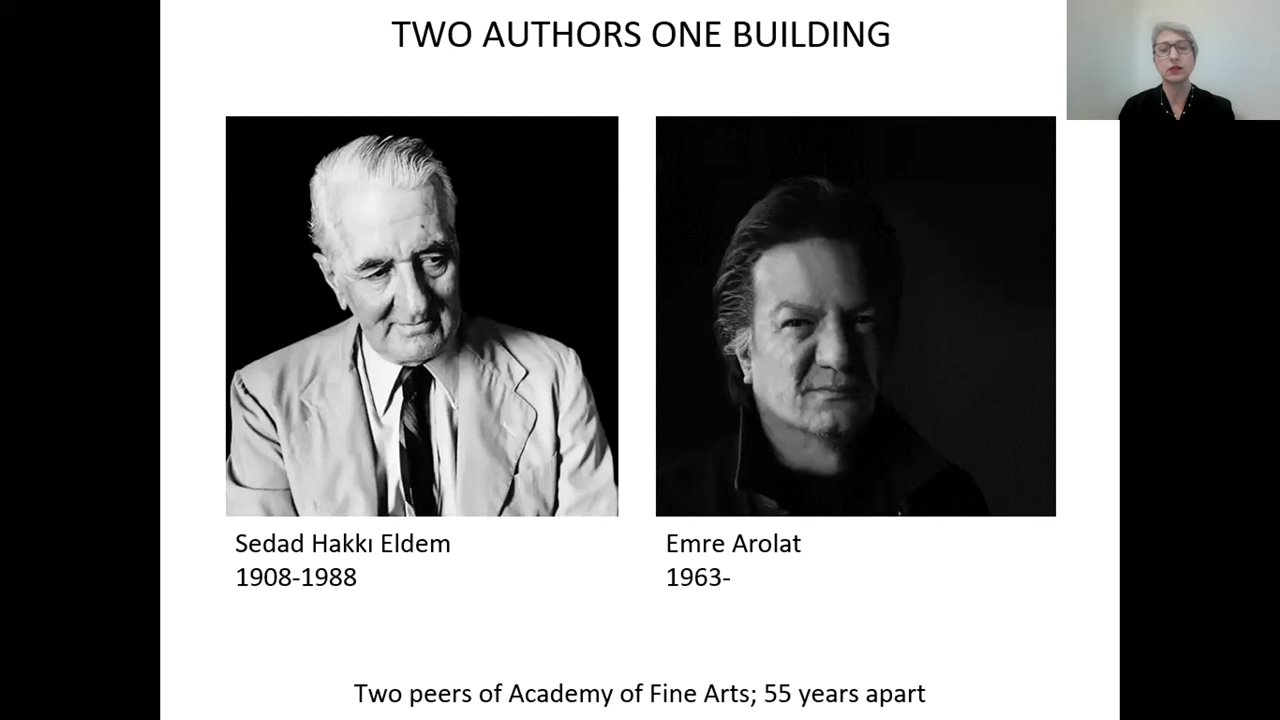 TWO AUTHORS ONE BUILDING
Sedad Hakkı Eldem
1908-1988
Emre Arolat
1963-
Two peers of Academy of Fine Arts; 55 years apart